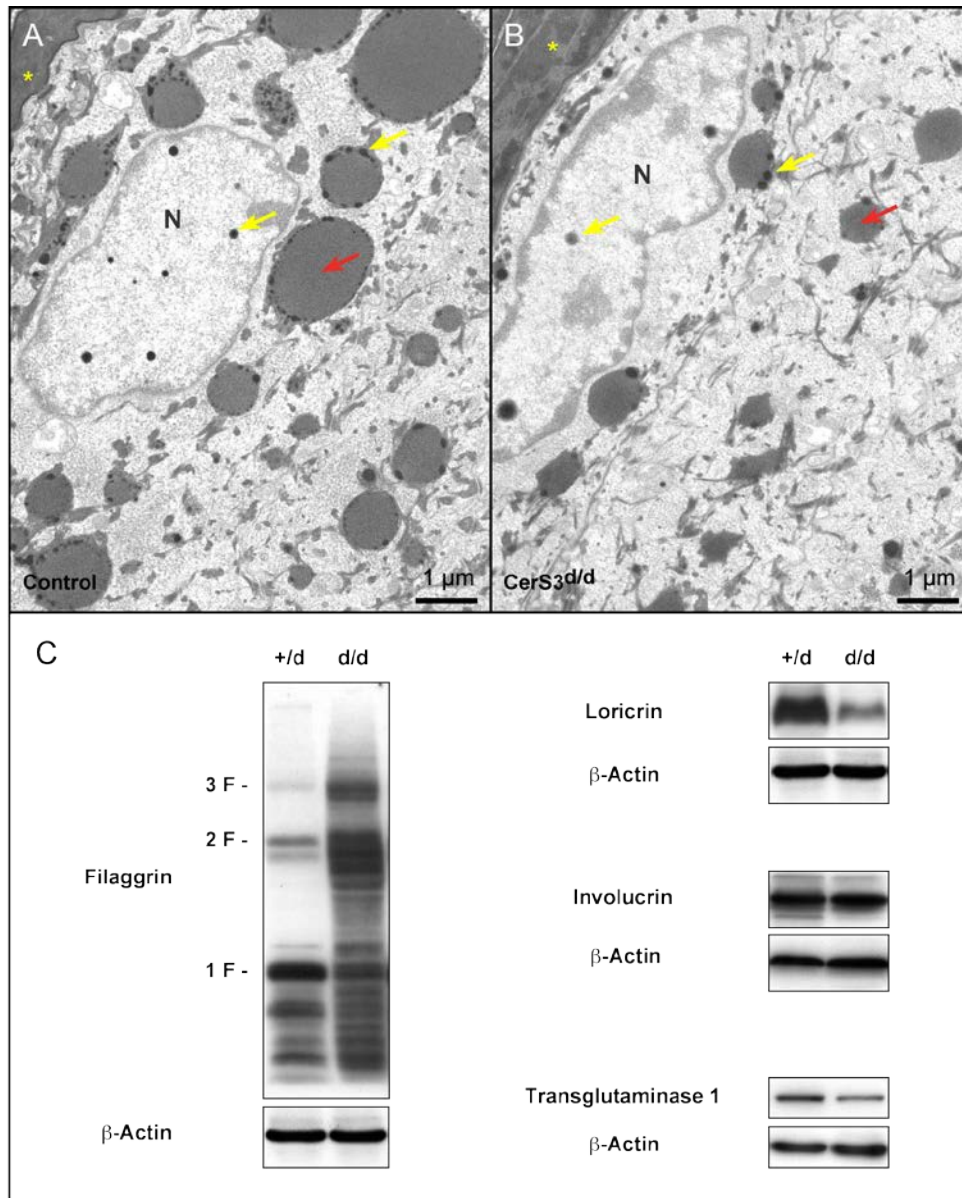 A
*
N
Control
1 µm
B
*
N
CerS3d/d
1 µm
C
+/d d/d
3 F -
2 F -
Filaggrin
1 F -
β-Actin
+/d d/d
Loricrin
β-Actin
Involucrin
β-Actin
Transglutaminase 1
β-Actin